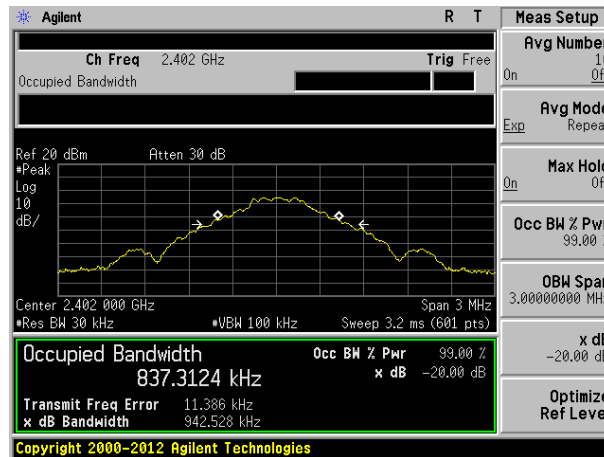 Agilent R T
Ch Freq 2.402 GHz Trig Free
Occupied Bandwidth
Ref 20 dBm Atten 30 dB
#Peak
Log
10
dB/
Center 2.402 000 GHz Span 3 MHz
#Res BW 30 kHz #VBW 100 kHz Sweep 3.2 ms (601 pts)
Occupied Bandwidth Occ BW % Pwr 99.00 %
837.3124 kHz x dB -20.00 dB
Transmit Freq Error 11.386 kHz
x dB Bandwidth 942.528 kHz
Copyright 2000-2012 Agilent Technologies
Meas Setup
Avg Number
On
Avg Mode
Exp Repea
Max Hold
On
Occ BW % Pwr
99.00
OBW Span
3.00000000 MH
x dB
-20.00 d
Optimize
Ref Leve